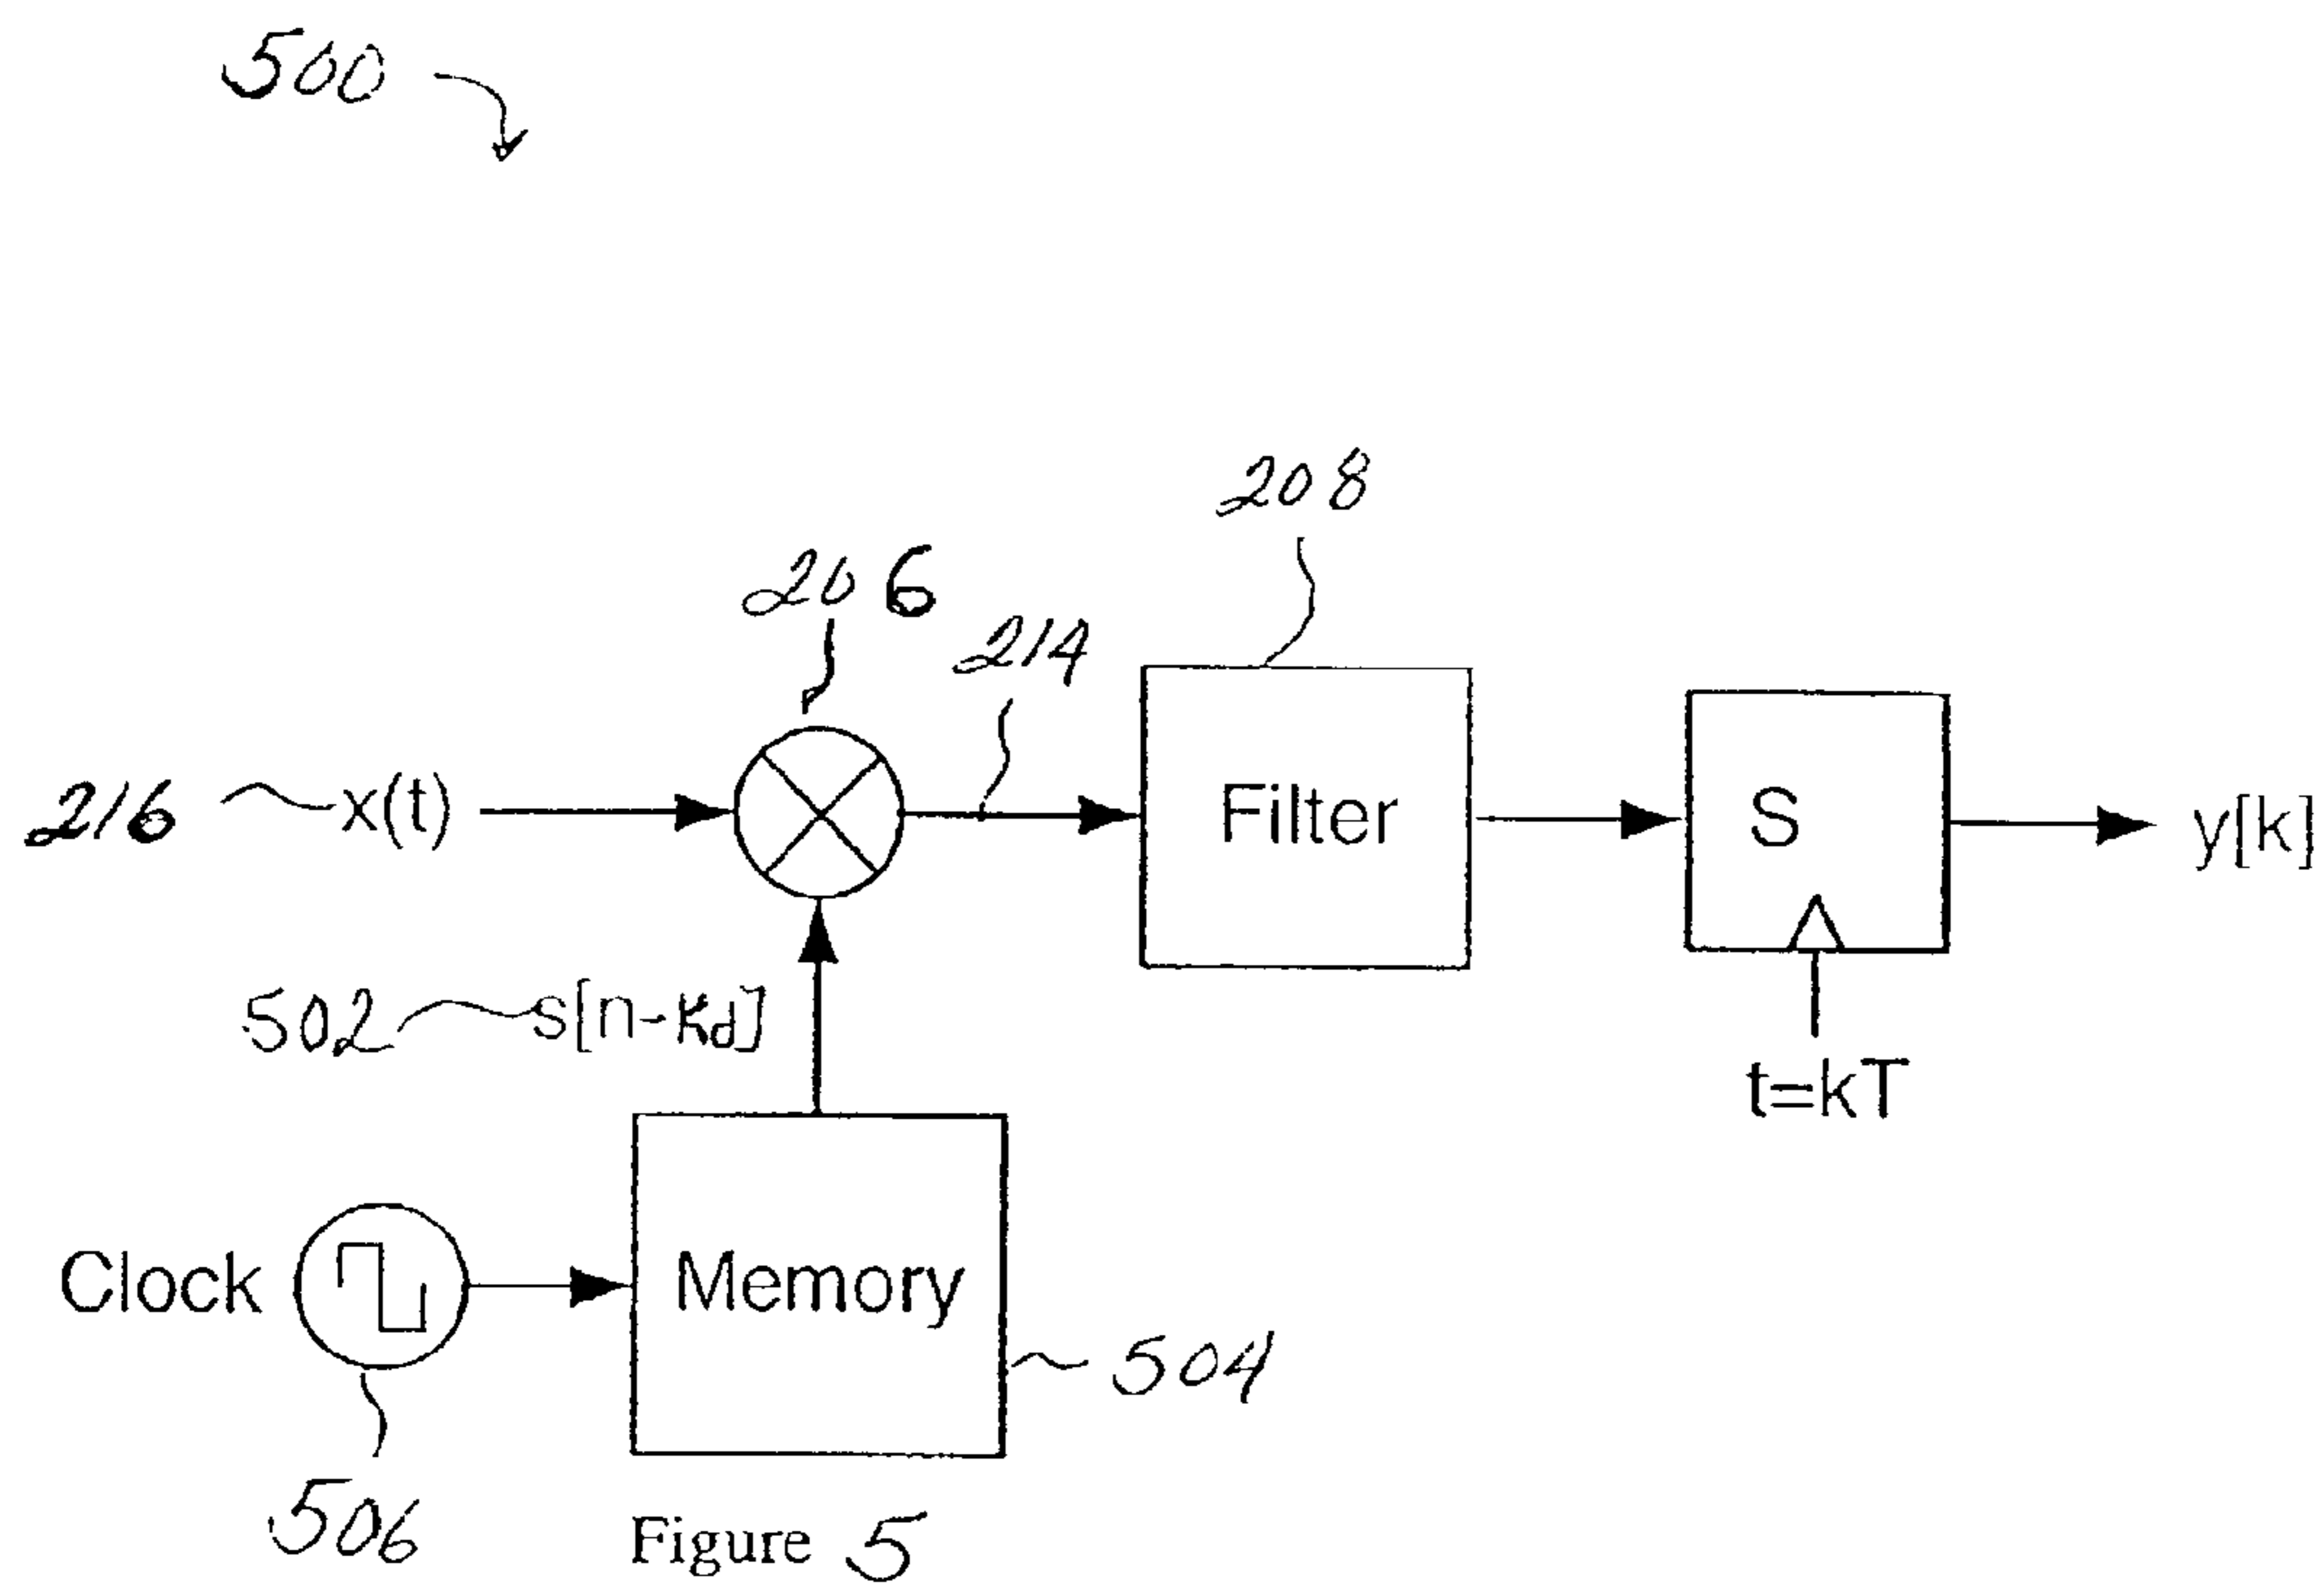 500
208
206
214
216 x(t)
Filter
S
y[k]
502 s[n-Kd]
t=kT
Clock
Memory
504
506
Figure 5